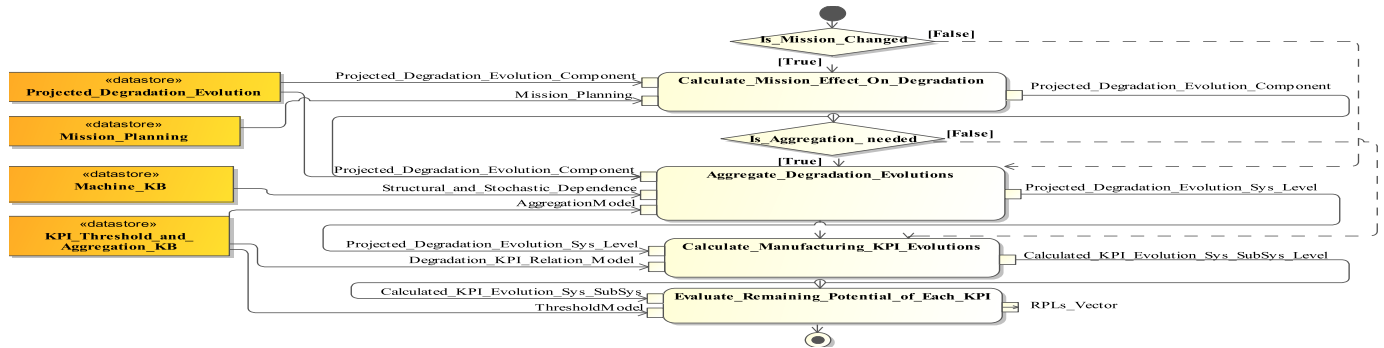 Is_Mission_Changed
[False]
[True]
«datastore»
Projected_Degradation_Evolution
Projected_Degradation_Evolution_Component
Mission_Planning
Calculate_Mission_Effect_On_Degradation
Projected_Degradation_Evolution_Component
«datastore»
Mission_Planning
Is_Aggregation_ needed
[False]
[True]
«datastore»
Machine_KB
Projected_Degradation_Evolution_Component
Structural_and_Stochastic_Dependence
AggregationModel
Aggregate_Degradation_Evolutions
Projected_Degradation_Evolution_Sys_Level
«datastore»
KPI_Threshold_and_
Aggregation_KB
Projected_Degradation_Evolution_Sys_Level
Degradation_KPI_Relation_Model
Calculate_Manufacturing_KPI_Evolutions
Calculated_KPI_Evolution_Sys_SubSys_Level
Calculated_KPI_Evolution_Sys_SubSys
ThresholdModel
Evaluate_Remaining_Potential_of_Each_KPI
RPLs_Vector